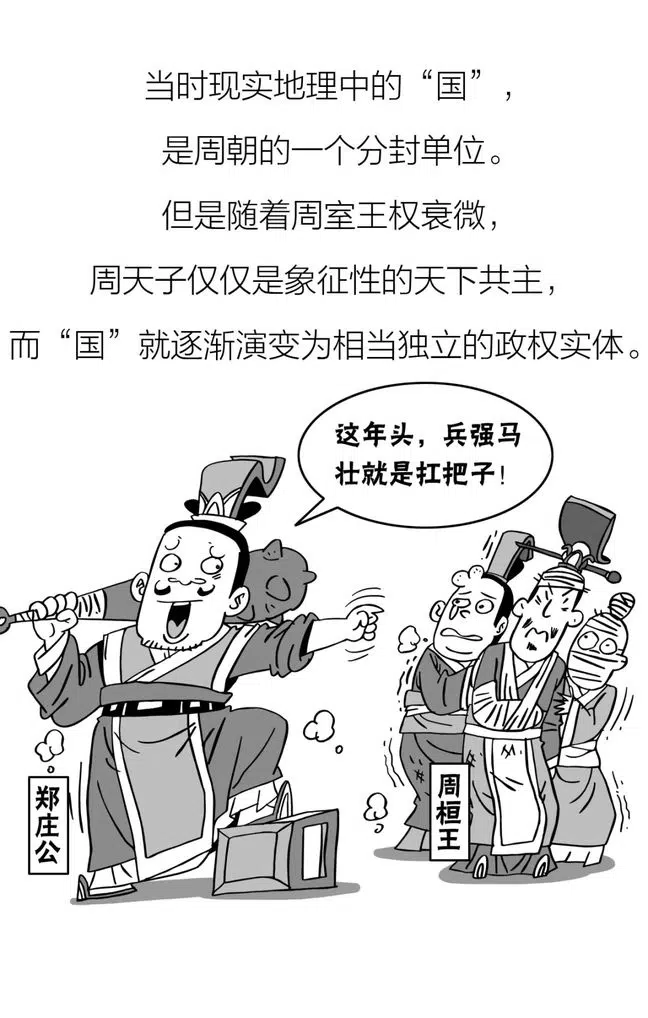 当时现实地理中的“国”，
是周朝的一个分封单位。
但是随着周室王权衰微，
周天子仅仅是象征性的天下共主，
而“国”就逐渐演变为相当独立的政权实体。
这年头，兵强马
壮就是扛把子！
郑庄公
周桓王